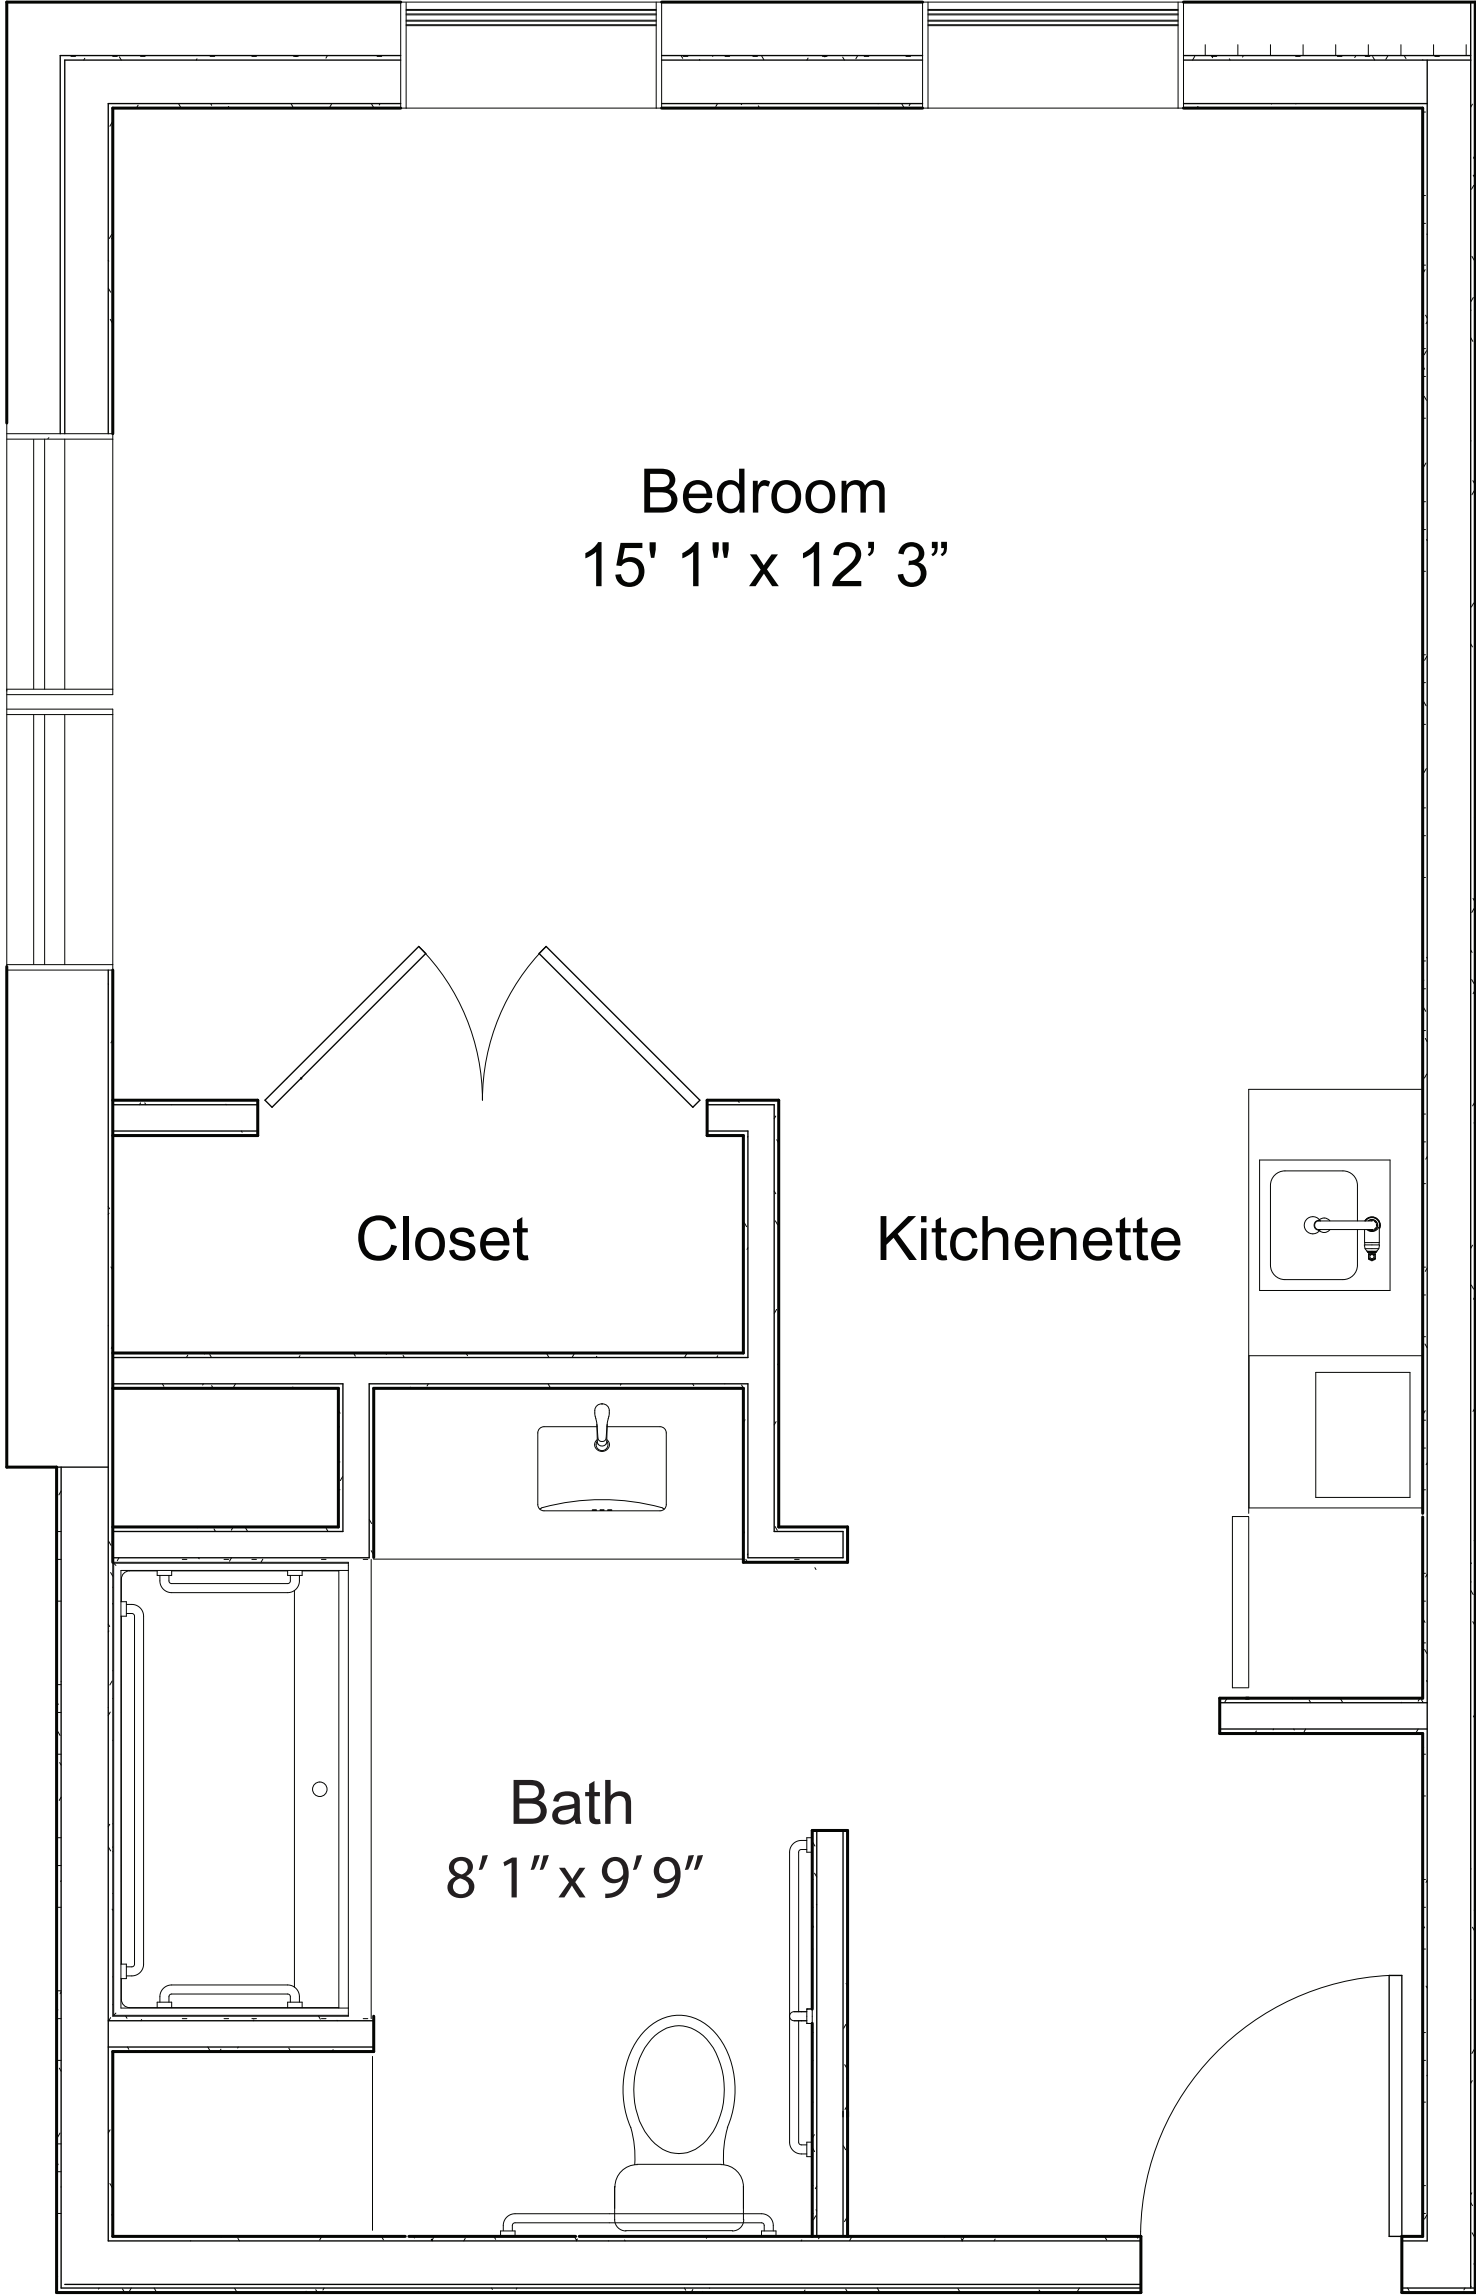 Bedroom
15' 1" x 12’ 3”
Closet
Kitchenette
Bath
8′ 1″ x 9′ 9″